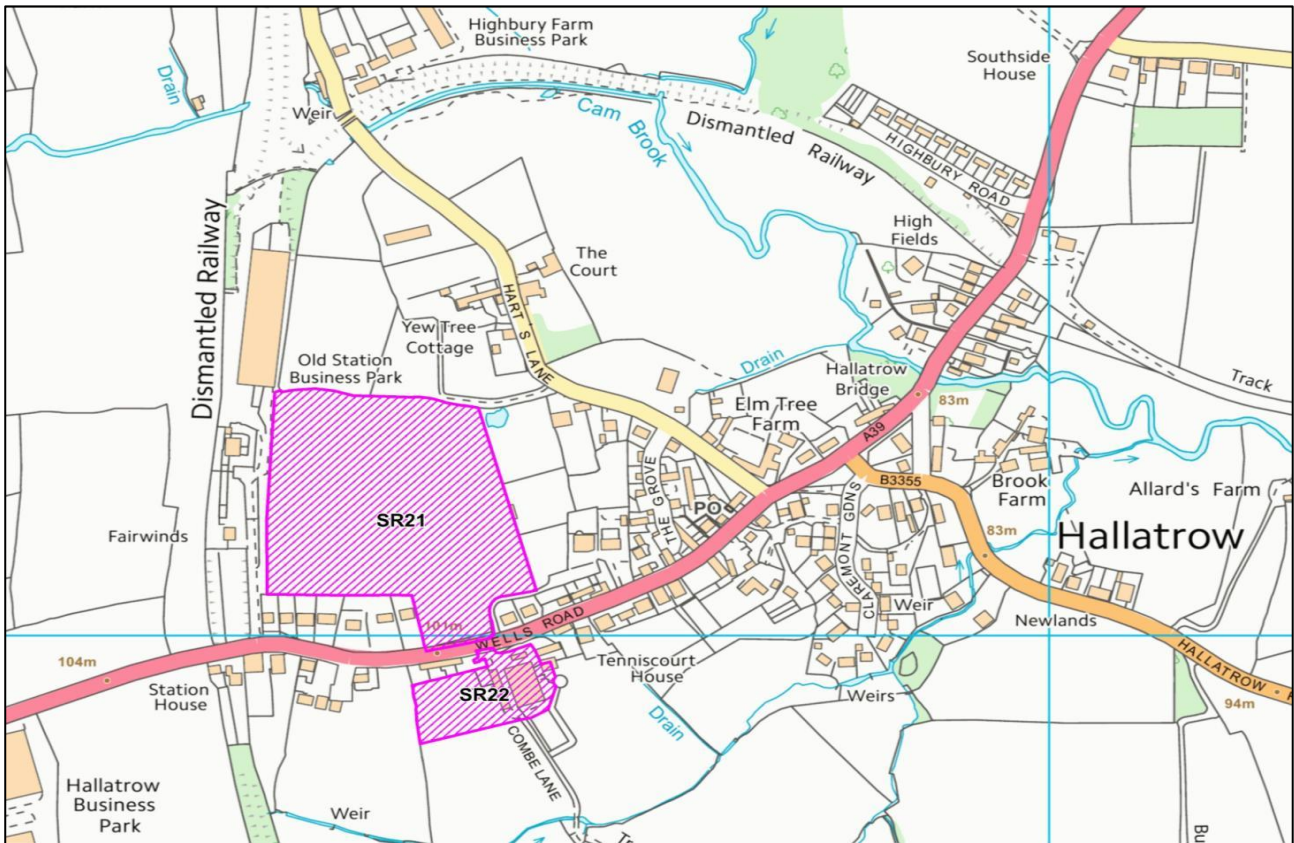 Highbury Farm
Business Park
Southside
House
Drain
Weir
Cam
Brook
Dismantled
Railway
HIGHBURY ROAD
High
Fields
Dismantled Railway
The
Court
HART'S LANE
Yew Tree
Cottage
Old Station
Business Park
Drain
Hallatrow
Bridge
83m
Track
Elm Tree
Farm
A39
B3355
Brook
Farm
Allard's Farm
THE GROVE
PO
CLAREMONT GDNS
83m
Hallatrow
SR21
Fairwinds
Weir
Newlands
101m
WELLS ROAD
HALLATROW
104m
Station
House
SR22
Tenniscourt
House
Weirs
94m
Drain
COMBE LANE
Hallatrow
Business
Park
Weir